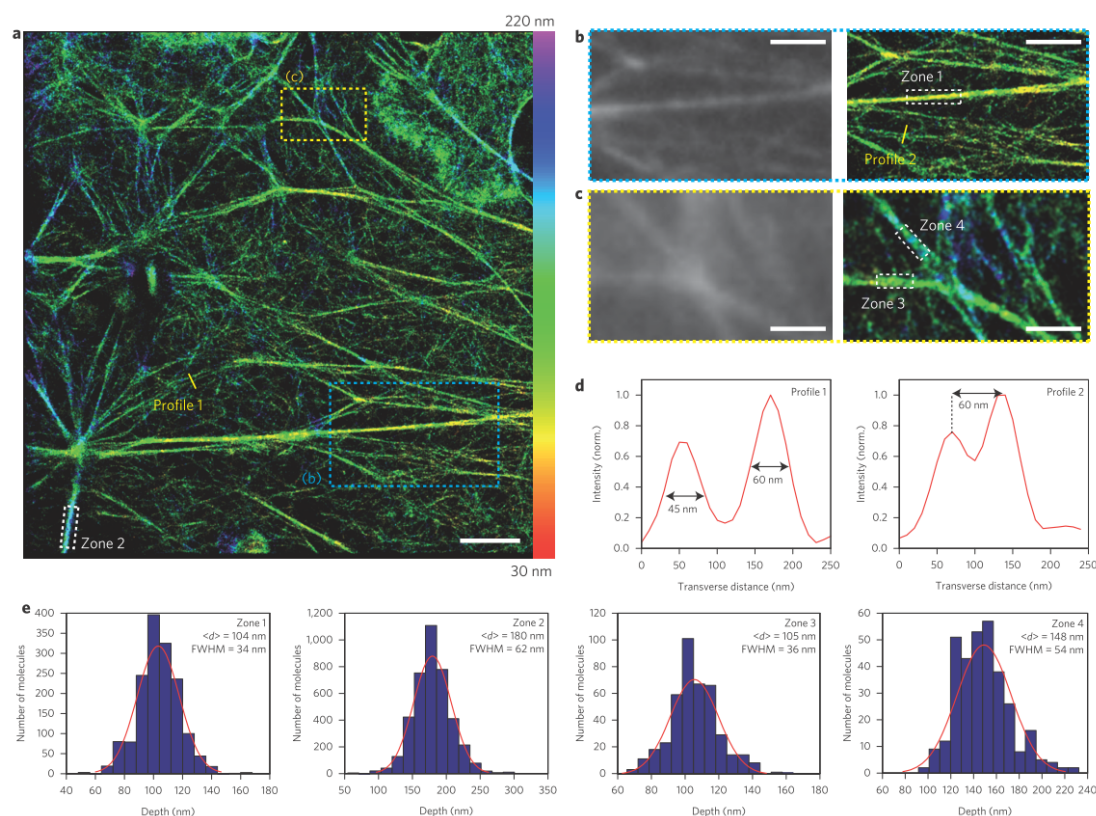 220 nm
a
(c)
Profile 1
(b)
Zone 2
30 nm
b
Zone 1
Profile 2
c
Zone 4
Zone 3
d
Profile 1
Intensity (norm.)
1.0
0.8
0.6
0.4
0.2
0.0
45 nm
60 nm
0 50 100 150 200 250
Transverse distance (nm)
Profile 2
60 nm
Intensity (norm.)
1.0
0.8
0.6
0.4
0.2
0.0
0 50 100 150 200 250
Transverse distance (nm)
e
Zone 1
<d> = 104 nm
FWHM = 34 nm
Number of molecules
400
350
300
250
200
150
100
50
0
40 60 80 100 120 140 160 180
Depth (nm)
Zone 2
<d> = 180 nm
FWHM = 62 nm
Number of molecules
1,200
1,000
800
600
400
200
0
50 100 150 200 250 300 350
Depth (nm)
Zone 3
<d> = 105 nm
FWHM = 36 nm
Number of molecules
120
100
80
60
40
20
0
60 80 100 120 140 160 180
Depth (nm)
Zone 4
<d> = 148 nm
FWHM = 54 nm
Number of molecules
60
50
40
30
20
10
0
60 80 100 120 140 160 180 200 220 240
Depth (nm)